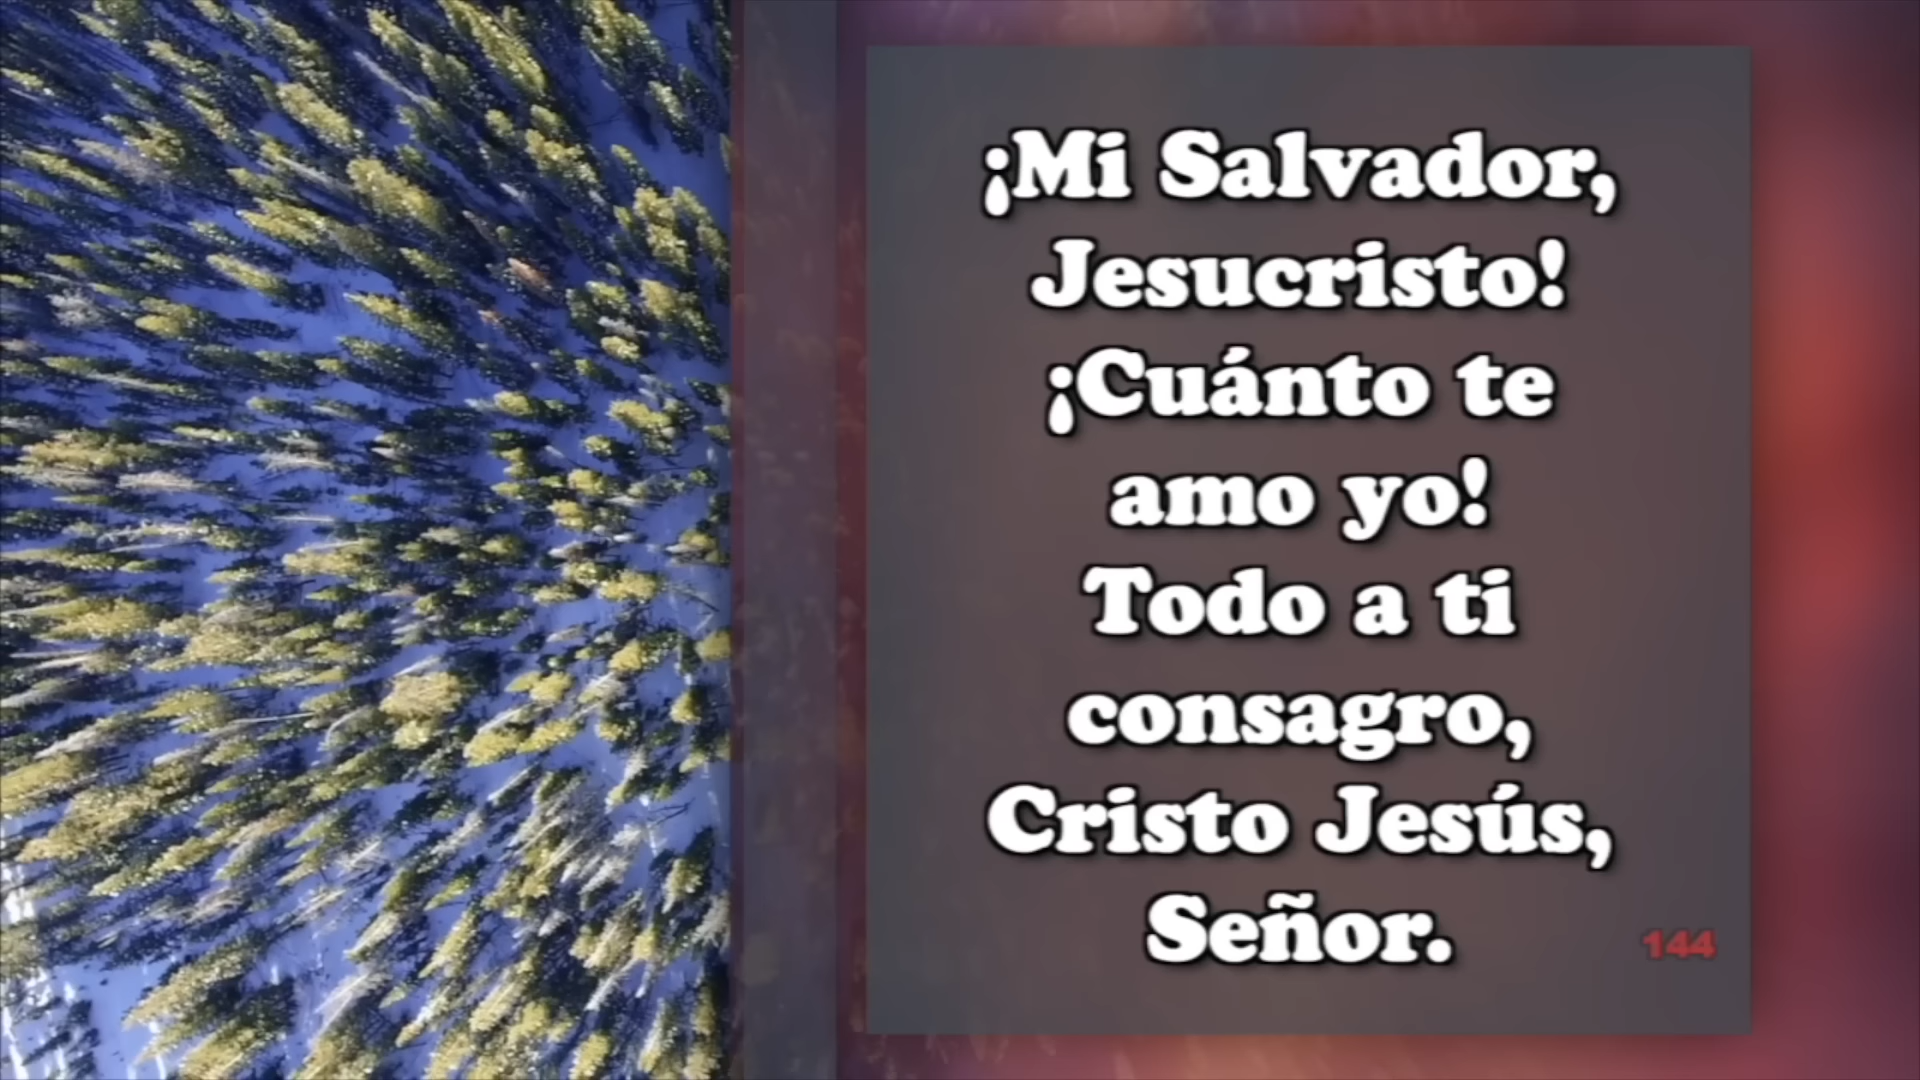 ¡Mi Salvador,
Jesucristo!
¡Cuánto te
amo yo!
Todo a ti
consagro,
Cristo Jesús,
Señor.
144